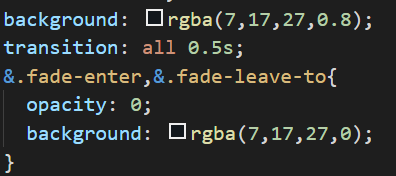 background: rgba(7,17,27,0.8);
transition: all 0.5s;
&.fade-enter,&.fade-leave-to{
opacity: 0;
background: rgba(7,17,27,0);
}